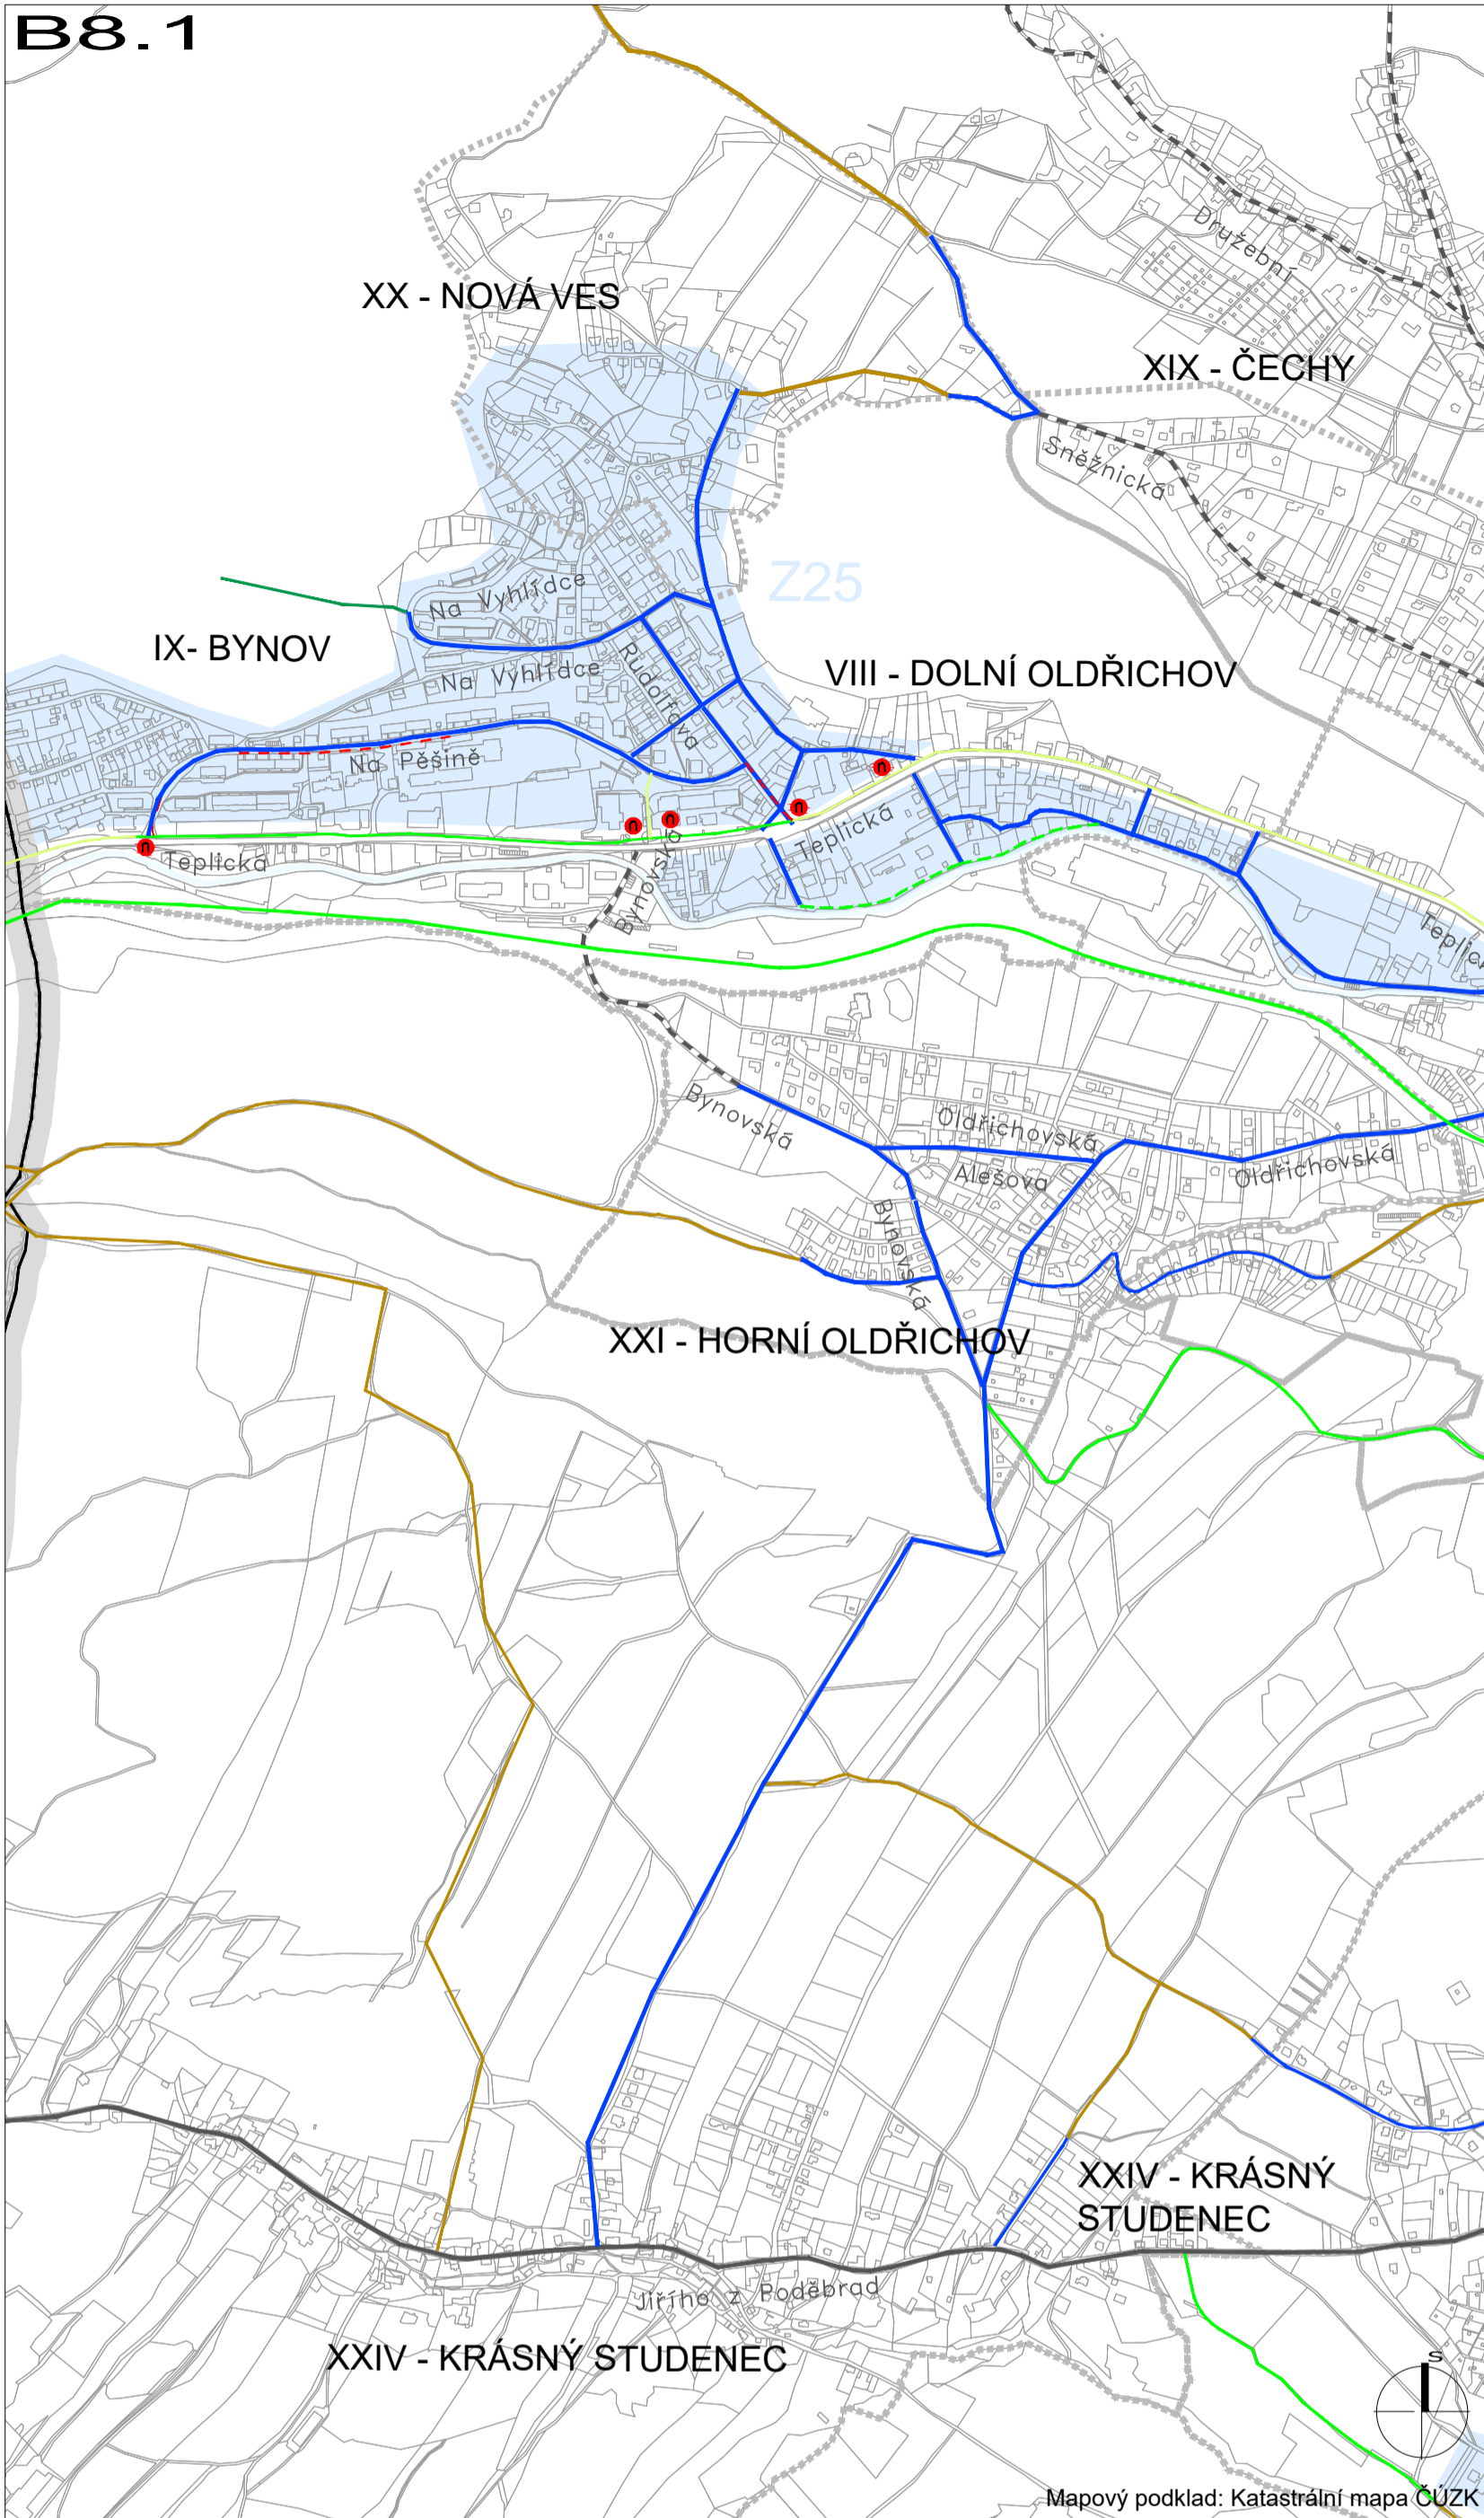 B8.1
Družební
XX - NOVÁ VES
XIX - ČECHY
Sněžnická
Z25
Na Vyhlídce
IX- BYNOV
Na Vyhlídce
Rudolfova
VIII - DOLNÍ OLDŘICHOV
Na Pěšině
Teplická
Teplická
Bynovská
Bynovská
Oldřichovská
Alešova
Oldřichovská
Bynovská
XXI - HORNÍ OLDŘICHOV
XXIV - KRÁSNÝ
STUDENEC
Jiřího z Poděbrad
XXIV - KRÁSNÝ STUDENEC
S
Mapový podklad: Katastrální mapa ČÚZK